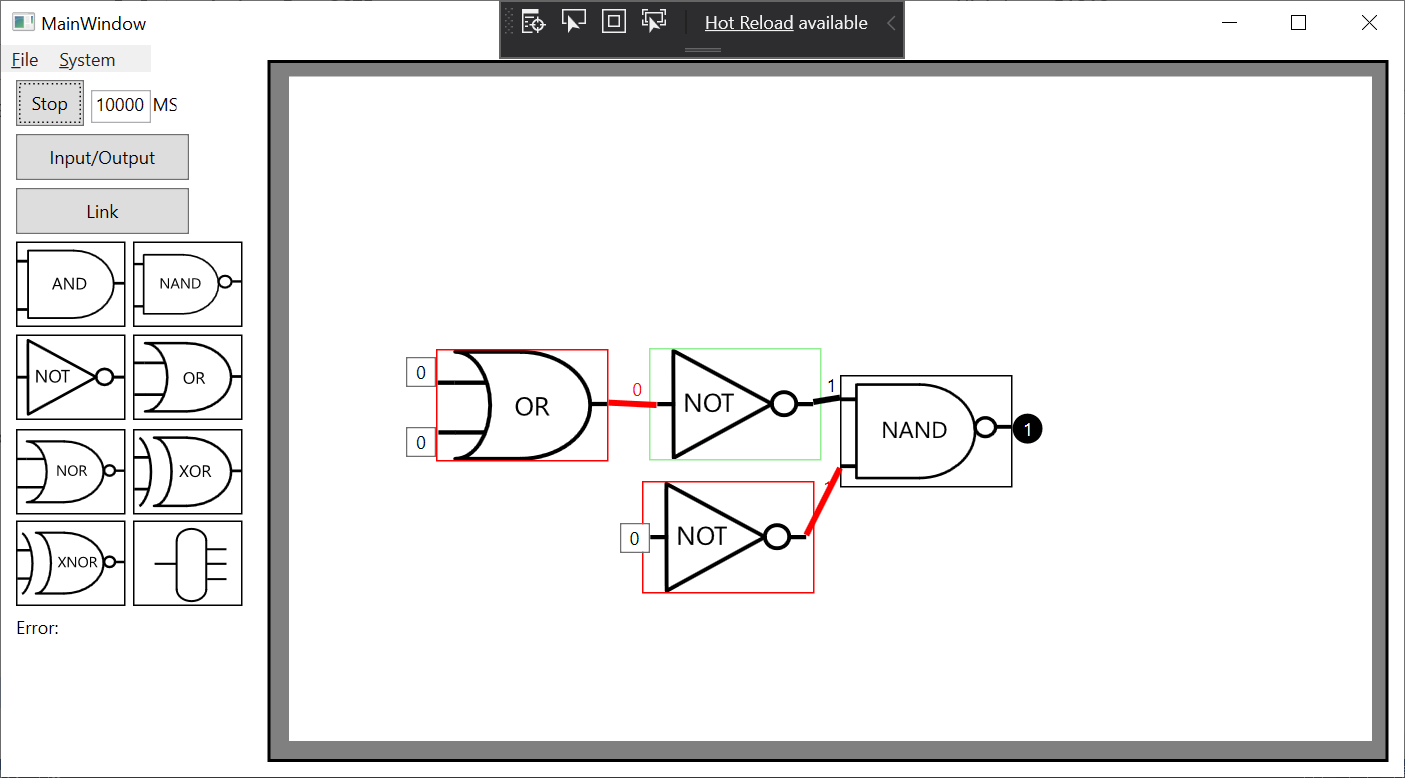 MainWindow
Hot Reload available
File System
Stop 10000 MS
Input/Output
Link
AND NAND
NOT OR
NOR XOR
XNOR
Error:
0
0
OR
0
NOT
1
NAND
1
0
NOT